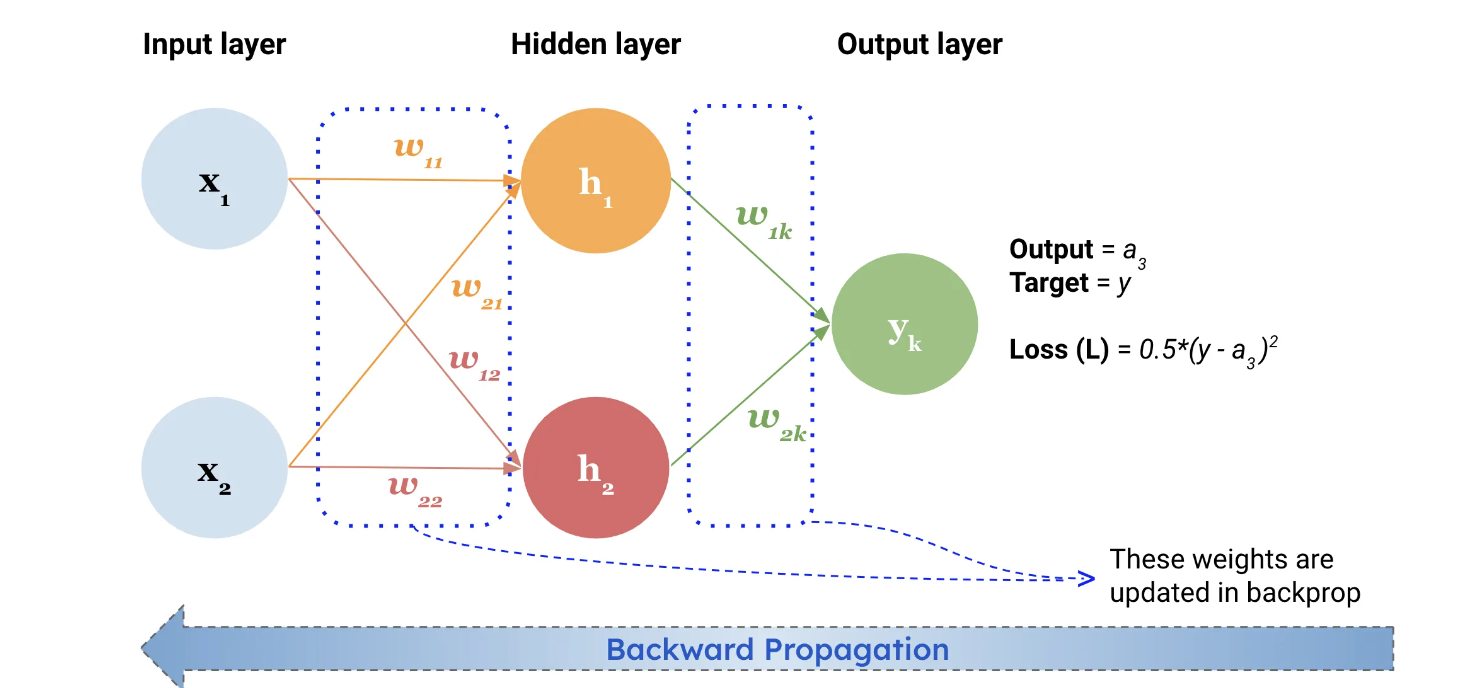 Input layer
Hidden layer
Output layer
w11
x1
h1
w1k
Output = a3
Target = y
w21
yk
Loss (L) = 0.5*(y - a3)2
w12
w2k
x2
h2
w22
These weights are
updated in backprop
Backward Propagation